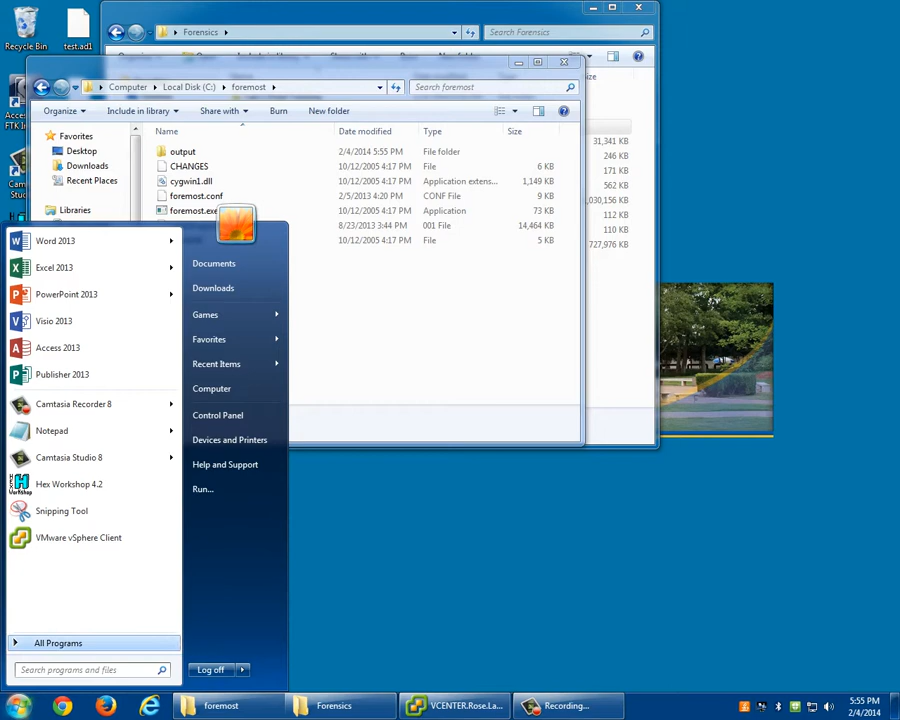 Recycle Bin
test.ad1
Forensics
Search Forensics
Computer
Local Disk (C:)
foremost
Search foremost
Organize
Include in library
Share with
Burn
New folder
Favorites
Desktop
Downloads
Recent Places
Libraries
Name
Date modified
Type
Size
output
2/4/2014 5:55 PM
File folder
CHANGES
10/12/2005 4:17 PM
File
6 KB
cygwin1.dll
10/12/2005 4:17 PM
Application extens...
1,149 KB
foremost.conf
2/5/2013 4:20 PM
CONF File
9 KB
foremost.exe
10/12/2005 4:17 PM
Application
73 KB
8/23/2013 3:44 PM
001 File
14,464 KB
10/12/2005 4:17 PM
File
5 KB
31,341 KB
246 KB
171 KB
562 KB
112 KB
110 KB
727,976 KB
Word 2013
Excel 2013
PowerPoint 2013
Visio 2013
Access 2013
Publisher 2013
Camtasia Recorder 8
Notepad
Camtasia Studio 8
Hex Workshop 4.2
Snipping Tool
VMware vSphere Client
All Programs
Search programs and files
Documents
Downloads
Games
Favorites
Recent Items
Computer
Control Panel
Devices and Printers
Help and Support
Run...
Log off
foremost
Forensics
VCENTER.Rose.La...
Recording...
5:55 PM
2/4/2014